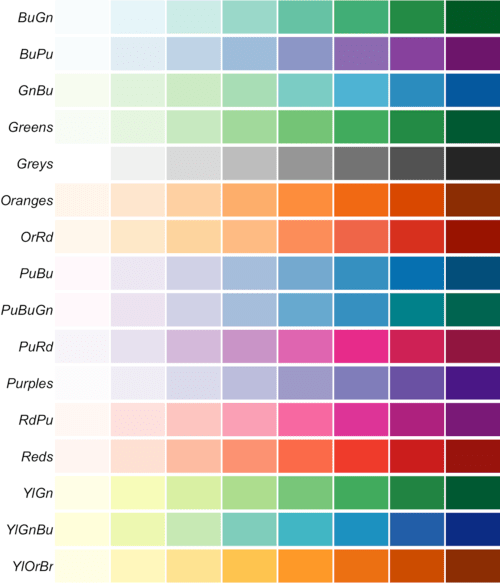 BuGn
BuPu
GnBu
Greens
Greys
Oranges
OrRd
PuBu
PuBuGn
PuRd
Purples
RdPu
Reds
YlGn
YlGnBu
YlOrBr